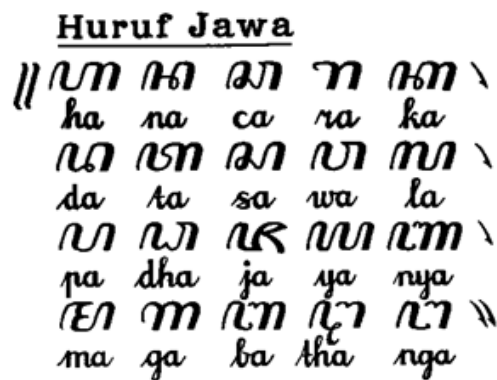 Huruf Jawa
꧋ ꦲ ꦤ ꦕ ꦫ ꦏ ꧈
ha na ca ra ka
ꦢ ꦠ ꦱ ꦮ ꦭ ꧈
da ta sa wa la
ꦥ ꦝ ꦗ ꦪ ꦚ ꧈
pa dha ja ya nya
ꦩ ꦒ ꦧ ꦛ ꦔ ꧉
ma ga ba tha nga